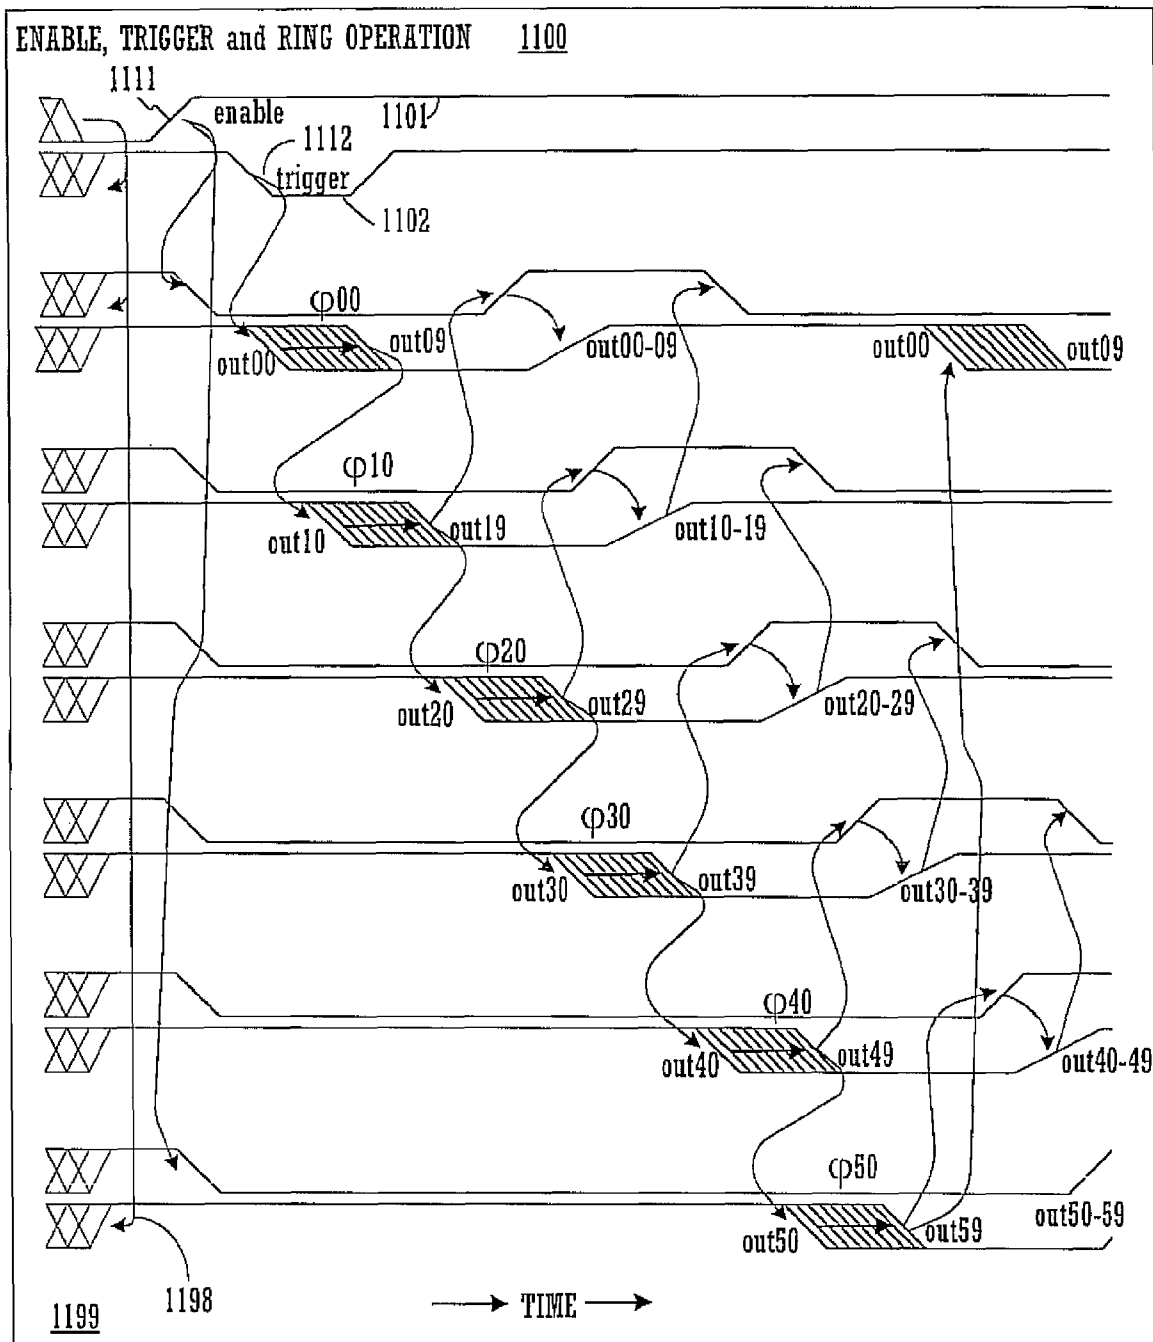 ENABLE, TRIGGER and RING OPERATION 1100
1111
enable
1101
1112
trigger
1102
φ00
out00
out09
out00-09
out00
out09
φ10
out10
out19
out10-19
φ20
out20
out29
out20-29
φ30
out30
out39
out30-39
φ40
out40
out49
out40-49
φ50
out50
out59
out50-59
1198
1199
TIME